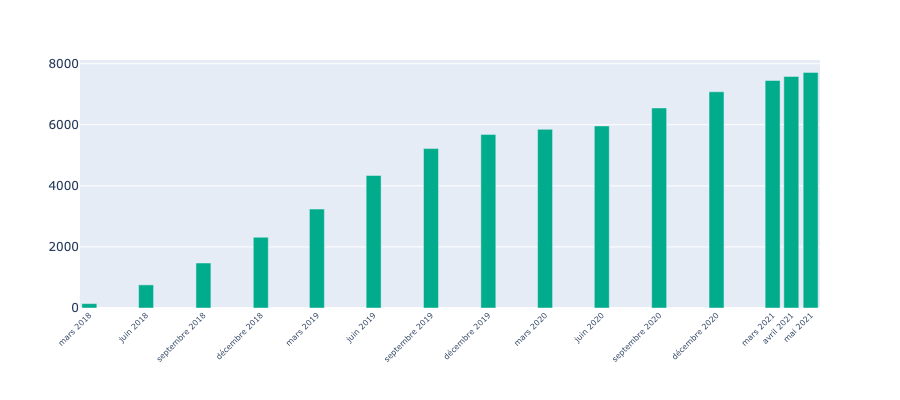 8000
6000
4000
2000
0
mars 2018
juin 2018
septembre 2018
décembre 2018
mars 2019
juin 2019
septembre 2019
décembre 2019
mars 2020
juin 2020
septembre 2020
décembre 2020
mars 2021
avril 2021
mai 2021